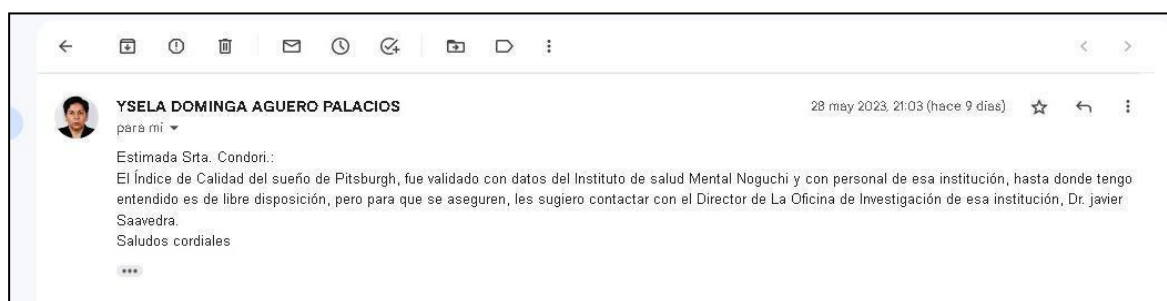 YSELA DOMINGA AGUERO PALACIOS
28 may 2023, 21:03 (hace 9 días)
para mí
Estimada Srta. Condori.:
El Índice de Calidad del sueño de Pitsburgh, fue validado con datos del Instituto de salud Mental Noguchi y con personal de esa institución, hasta donde tengo
entendido es de libre disposición, pero para que se aseguren, les sugiero contactar con el Director de La Oficina de Investigación de esa institución, Dr. javier
Saavedra.
Saludos cordiales